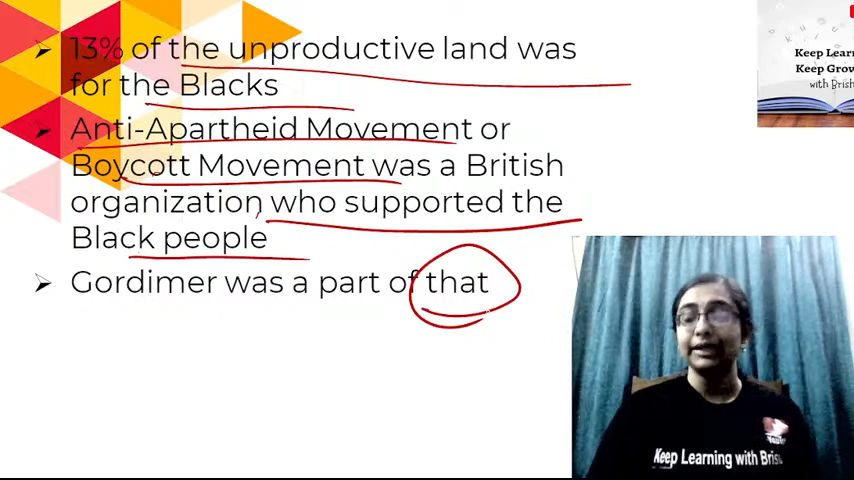 13% of the unproductive land was
for the Blacks
Anti-Apartheid Movement or
Boycott Movement was a British
organization who supported the
Black people
Gordimer was a part of that
Keep Learn
Keep Grow
with Brish
Keep Learning with Bris